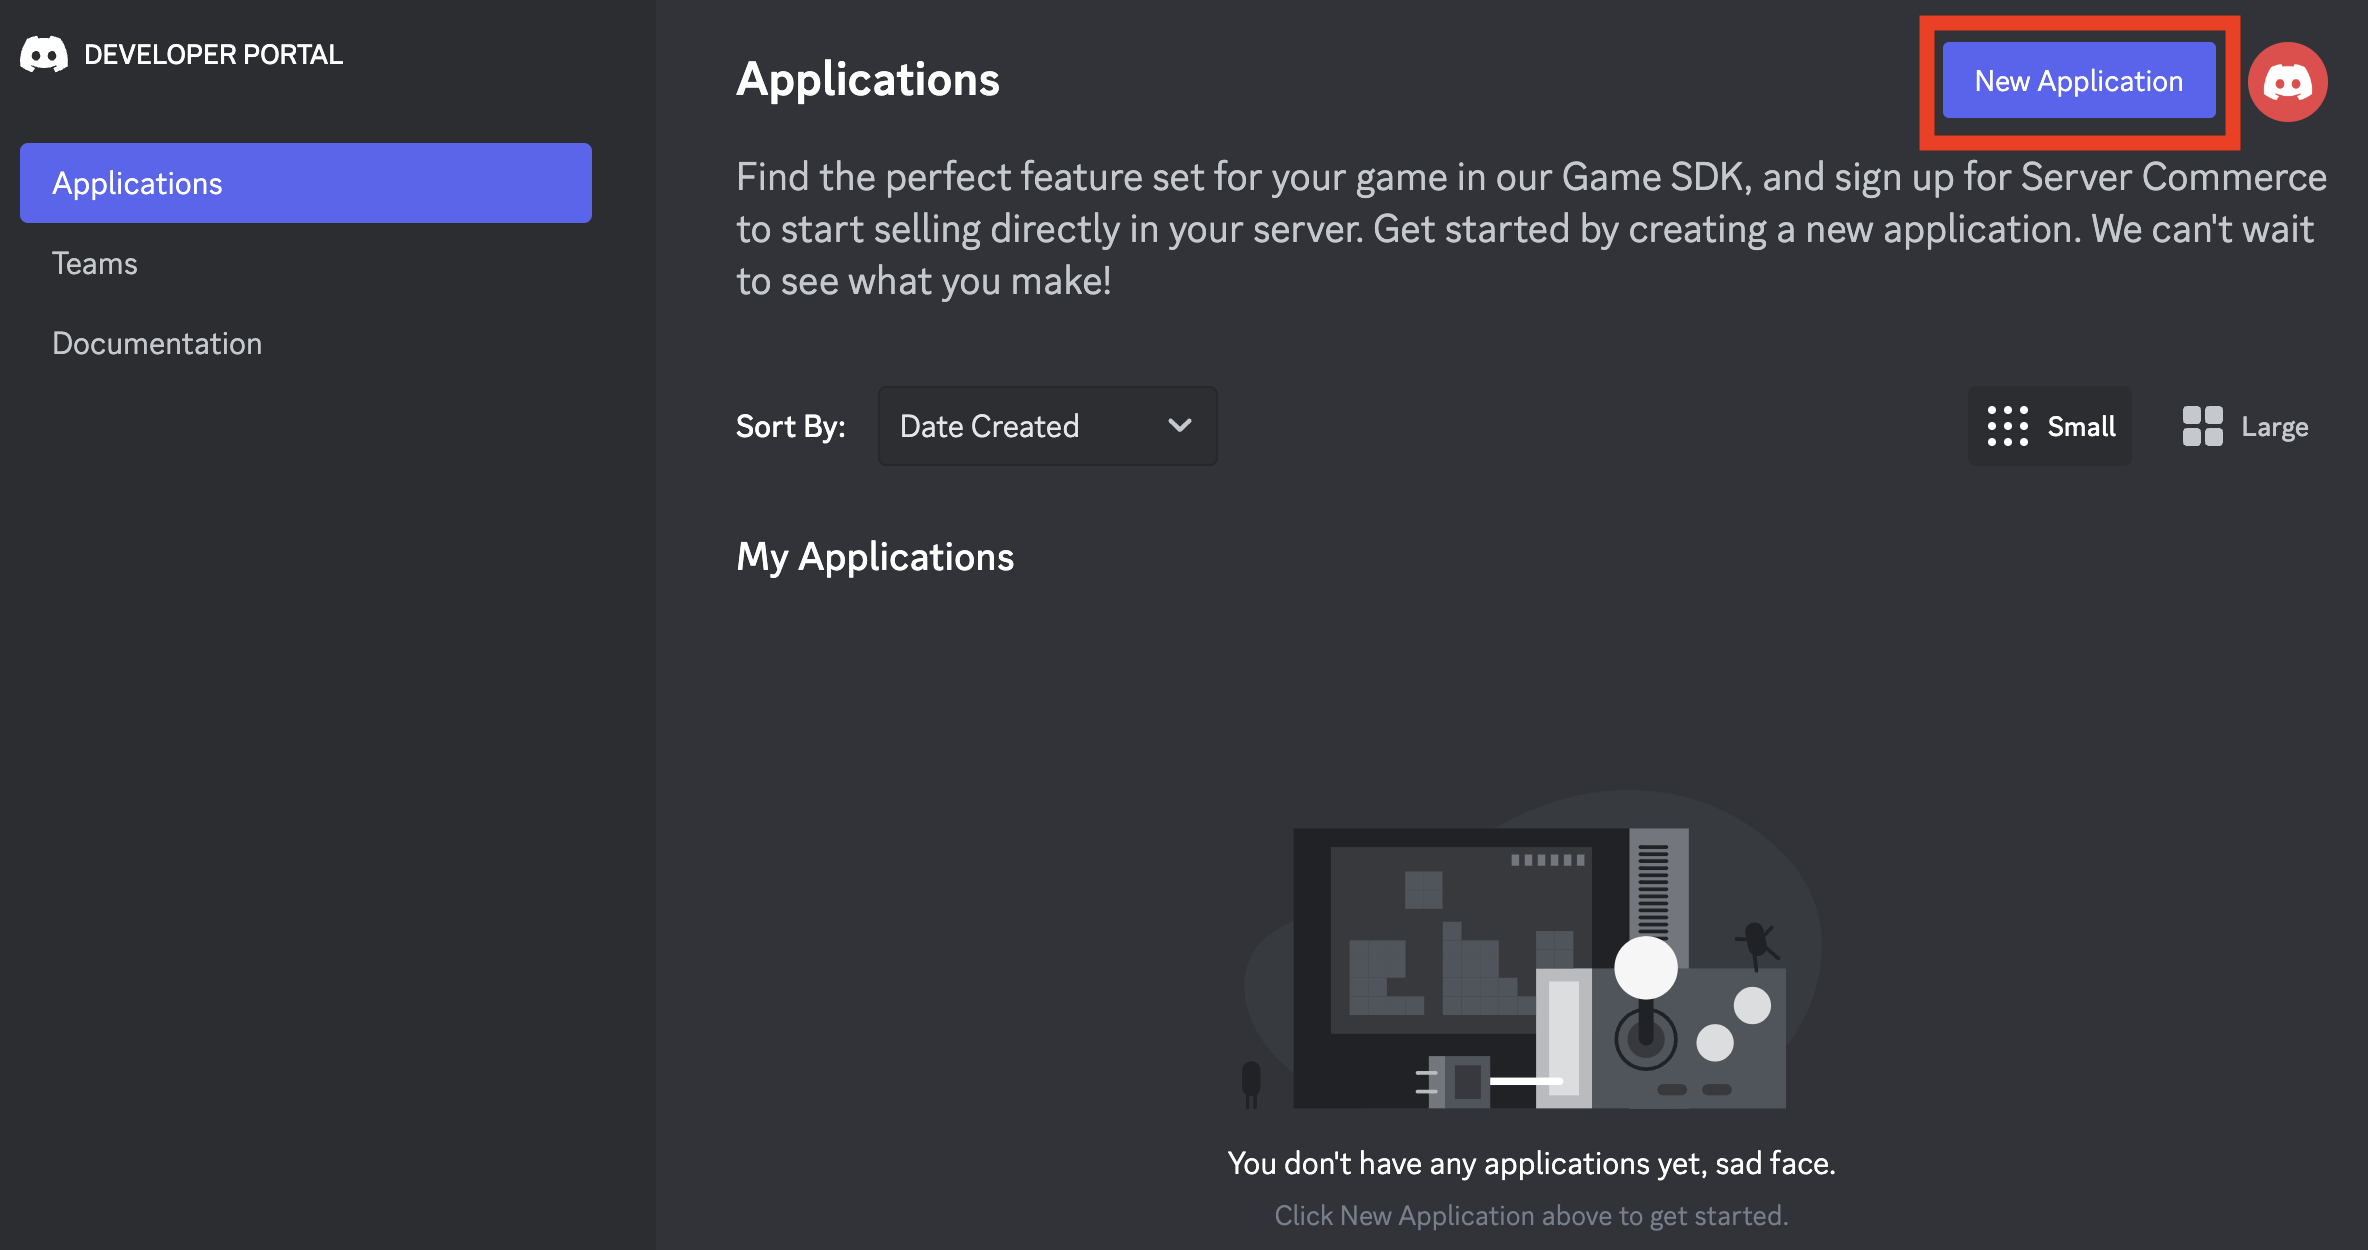 DEVELOPER PORTAL
Applications
Teams
Documentation
Applications
New Application
Find the perfect feature set for your game in our Game SDK, and sign up for Server Commerce
to start selling directly in your server. Get started by creating a new application. We can't wait
to see what you make!
Sort By:
Date Created
Small
Large
My Applications
You don't have any applications yet, sad face.
Click New Application above to get started.